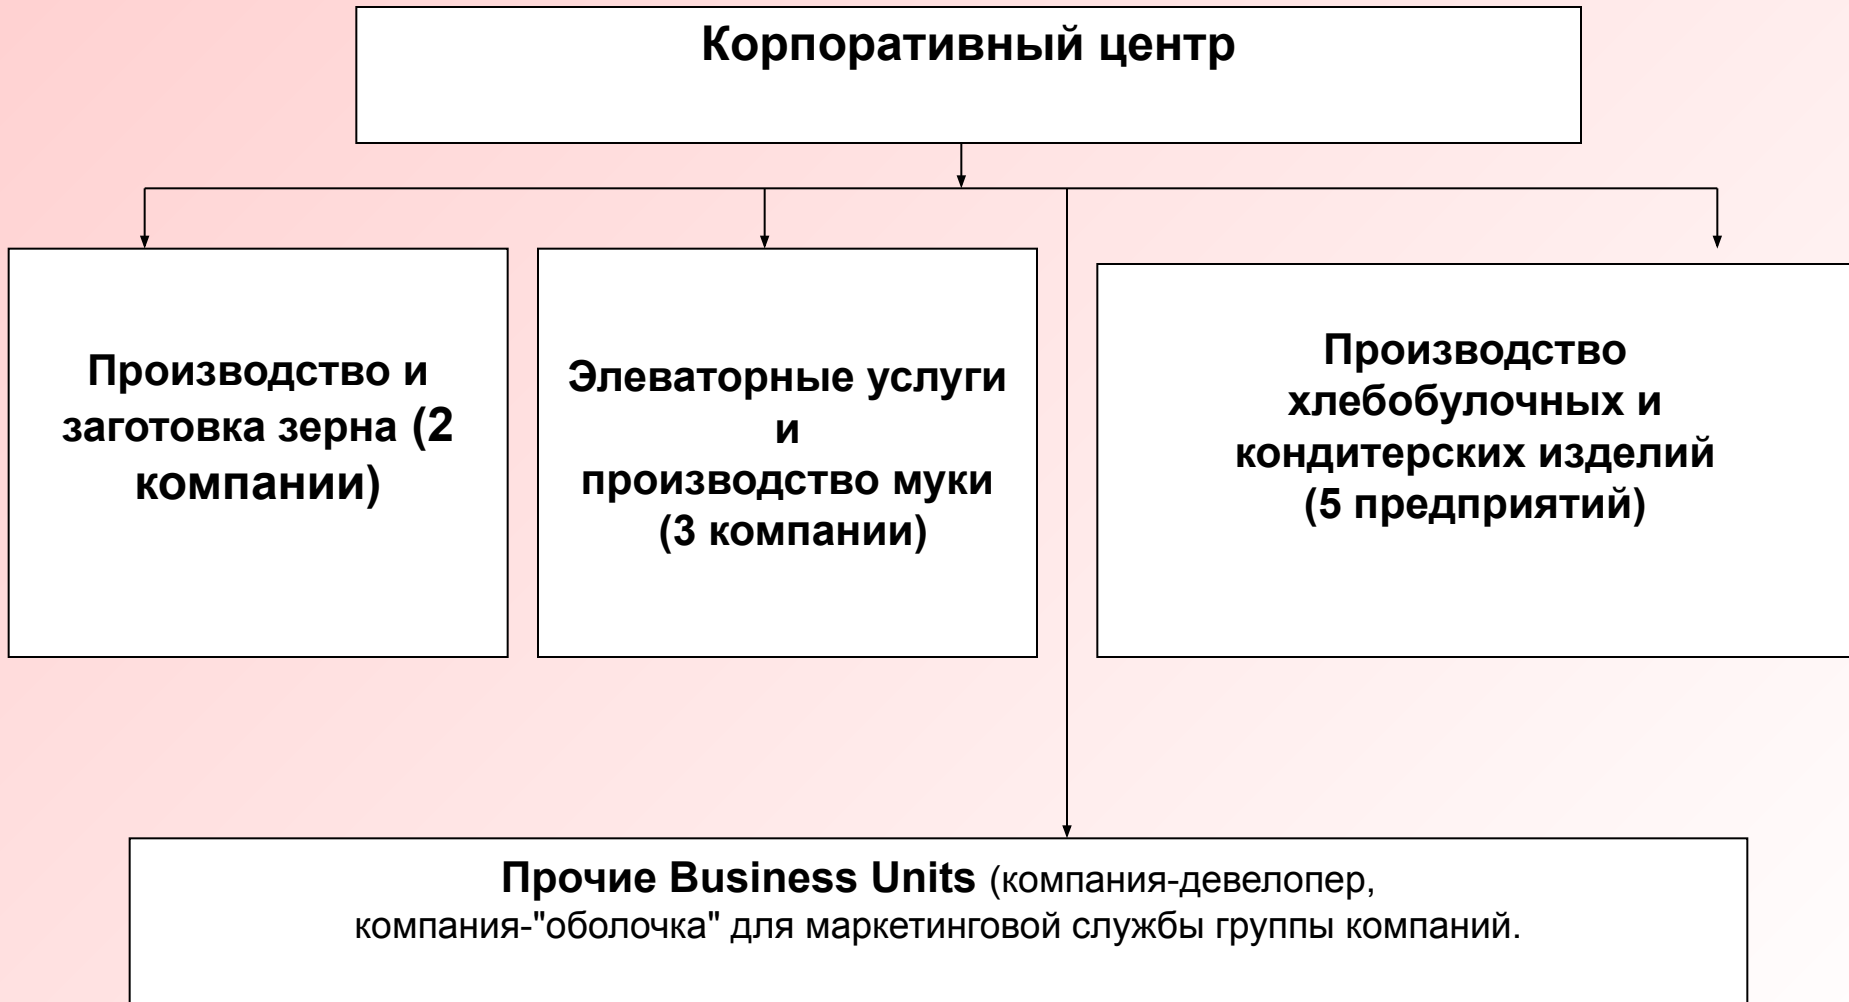 Корпоративный центр
Производство и
заготовка зерна (2
компании)
Элеваторные услуги
и
производство муки
(3 компании)
Производство
хлебобулочных и
кондитерских изделий
(5 предприятий)
Прочие Business Units (компания-девелопер,
компания-"оболочка" для маркетинговой службы группы компаний.